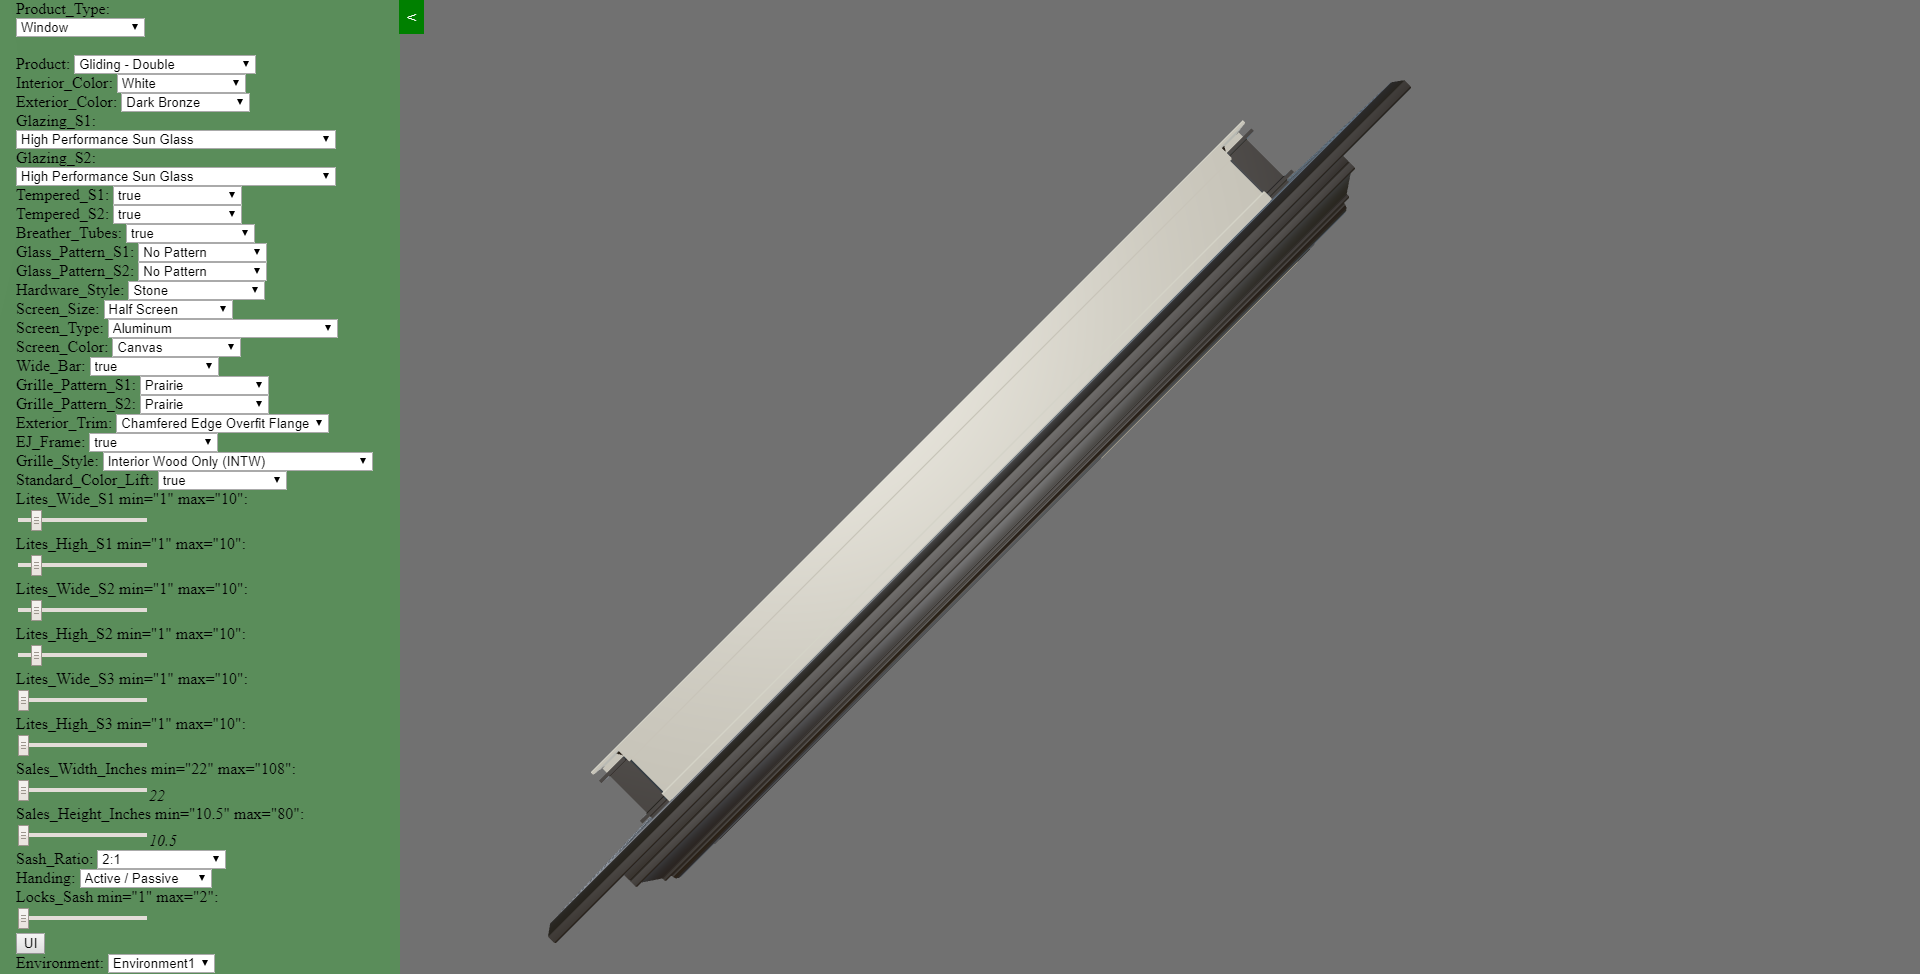 Product_Type:
Window
<
Product: Gliding - Double
Interior_Color: White
Exterior_Color: Dark Bronze
Glazing_S1:
High Performance Sun Glass
Glazing_S2:
High Performance Sun Glass
Tempered_S1: true
Tempered_S2: true
Breather_Tubes: true
Glass_Pattern_S1: No Pattern
Glass_Pattern_S2: No Pattern
Hardware_Style: Stone
Screen_Size: Half Screen
Screen_Type: Aluminum
Screen_Color: Canvas
Wide_Bar: true
Grille_Pattern_S1: Prairie
Grille_Pattern_S2: Prairie
Exterior_Trim: Chamfered Edge Overfit Flange
EJ_Frame: true
Grille_Style: Interior Wood Only (INTW)
Standard_Color_Lift: true
Lites_Wide_S1 min="1" max="10":
Lites_High_S1 min="1" max="10":
Lites_Wide_S2 min="1" max="10":
Lites_High_S2 min="1" max="10":
Lites_Wide_S3 min="1" max="10":
Lites_High_S3 min="1" max="10":
Sales_Width_Inches min="22" max="108":
22
Sales_Height_Inches min="10.5" max="80":
10.5
Sash_Ratio: 2:1
Handing: Active / Passive
Locks_Sash min="1" max="2":
UI
Environment: Environment1